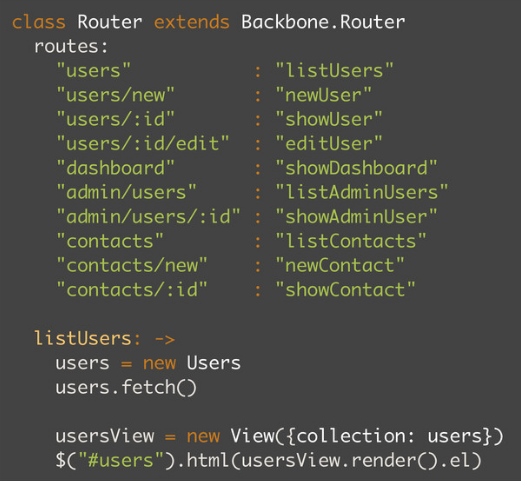 class Router extends Backbone.Router
  routes:
    "users"           : "listUsers"
    "users/new"       : "newUser"
    "users/:id"       : "showUser"
    "users/:id/edit"  : "editUser"
    "dashboard"       : "showDashboard"
    "admin/users"     : "listAdminUsers"
    "admin/users/:id" : "showAdminUser"
    "contacts"        : "listContacts"
    "contacts/new"    : "newContact"
    "contacts/:id"    : "showContact"

  listUsers: ->
    users = new Users
    users.fetch()

    usersView = new View({collection: users})
    $("#users").html(usersView.render().el)